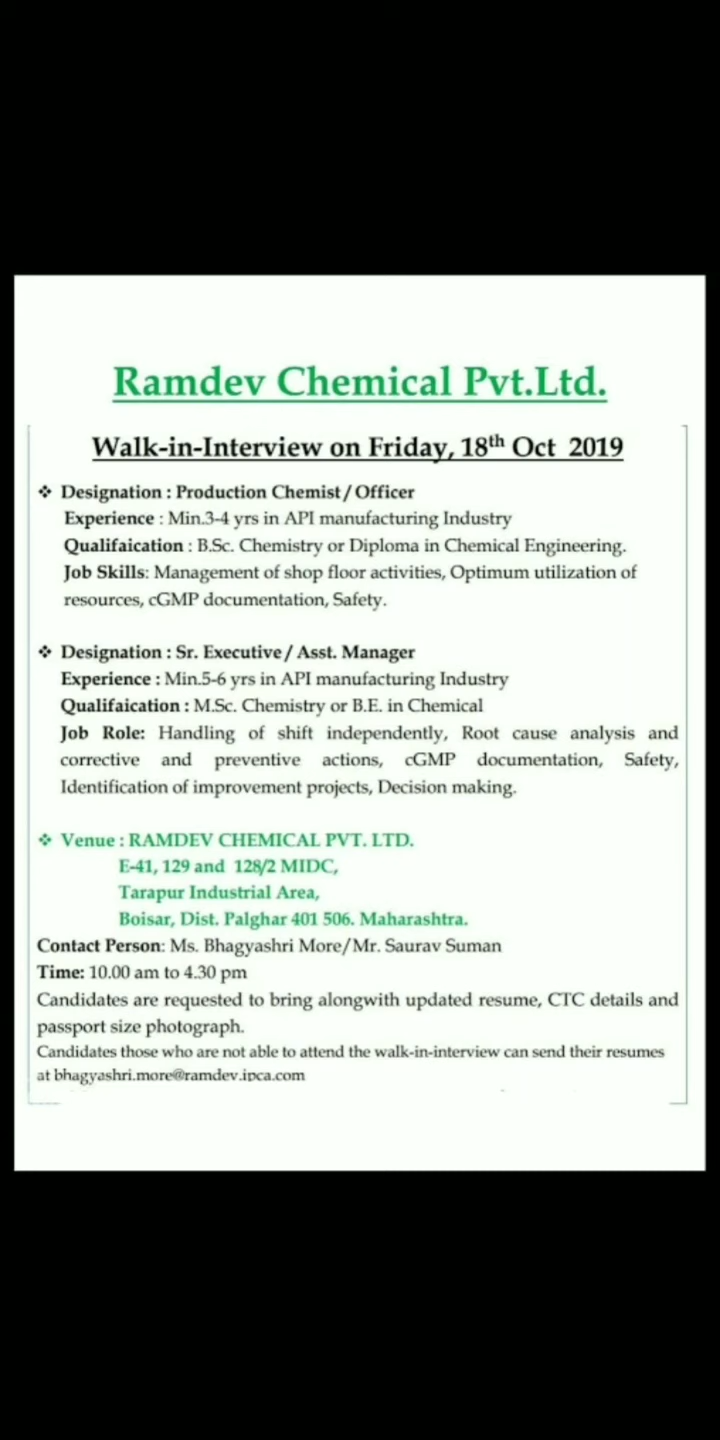 Ramdev Chemical Pvt.Ltd.
Walk-in-Interview on Friday, 18th Oct 2019
❖ Designation : Production Chemist / Officer
Experience : Min.3-4 yrs in API manufacturing Industry
Qualifaication : B.Sc. Chemistry or Diploma in Chemical Engineering.
Job Skills: Management of shop floor activities, Optimum utilization of
resources, cGMP documentation, Safety.
❖ Designation : Sr. Executive / Asst. Manager
Experience : Min.5-6 yrs in API manufacturing Industry
Qualifaication : M.Sc. Chemistry or B.E. in Chemical
Job Role: Handling of shift independently, Root cause analysis and
corrective and preventive actions, cGMP documentation, Safety,
Identification of improvement projects, Decision making.
❖ Venue : RAMDEV CHEMICAL PVT. LTD.
E-41, 129 and 128/2 MIDC,
Tarapur Industrial Area,
Boisar, Dist. Palghar 401 506. Maharashtra.
Contact Person: Ms. Bhagyashri More/Mr. Saurav Suman
Time: 10.00 am to 4.30 pm
Candidates are requested to bring alongwith updated resume, CTC details and
passport size photograph.
Candidates those who are not able to attend the walk-in-interview can send their resumes
at bhagyashri.more@ramdev.ipca.com